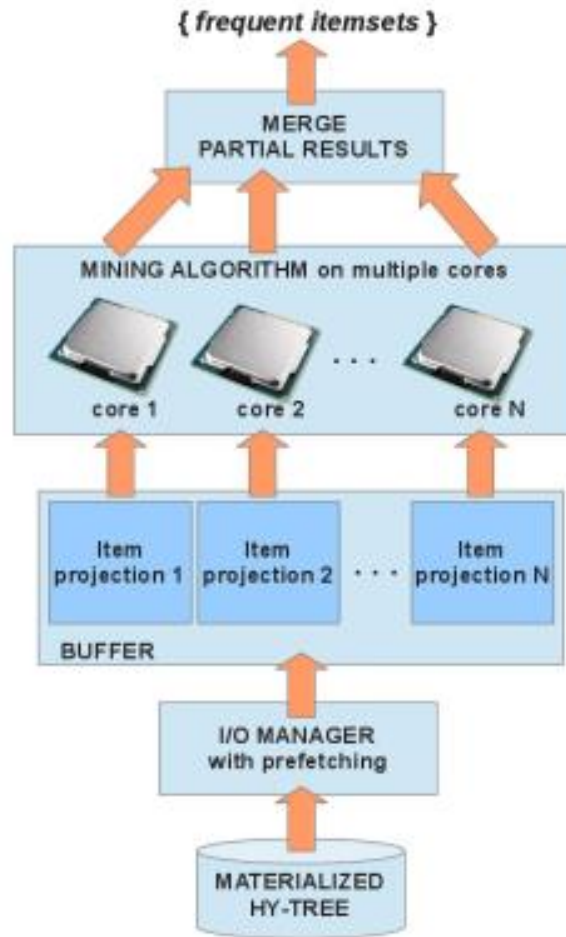 { frequent itemsets }
MERGE
PARTIAL RESULTS
MINING ALGORITHM on multiple cores
. . .
core 1 core 2 core N
Item projection 1
Item projection 2
. . .
Item projection N
BUFFER
I/O MANAGER
with prefetching
MATERIALIZED
HY-TREE